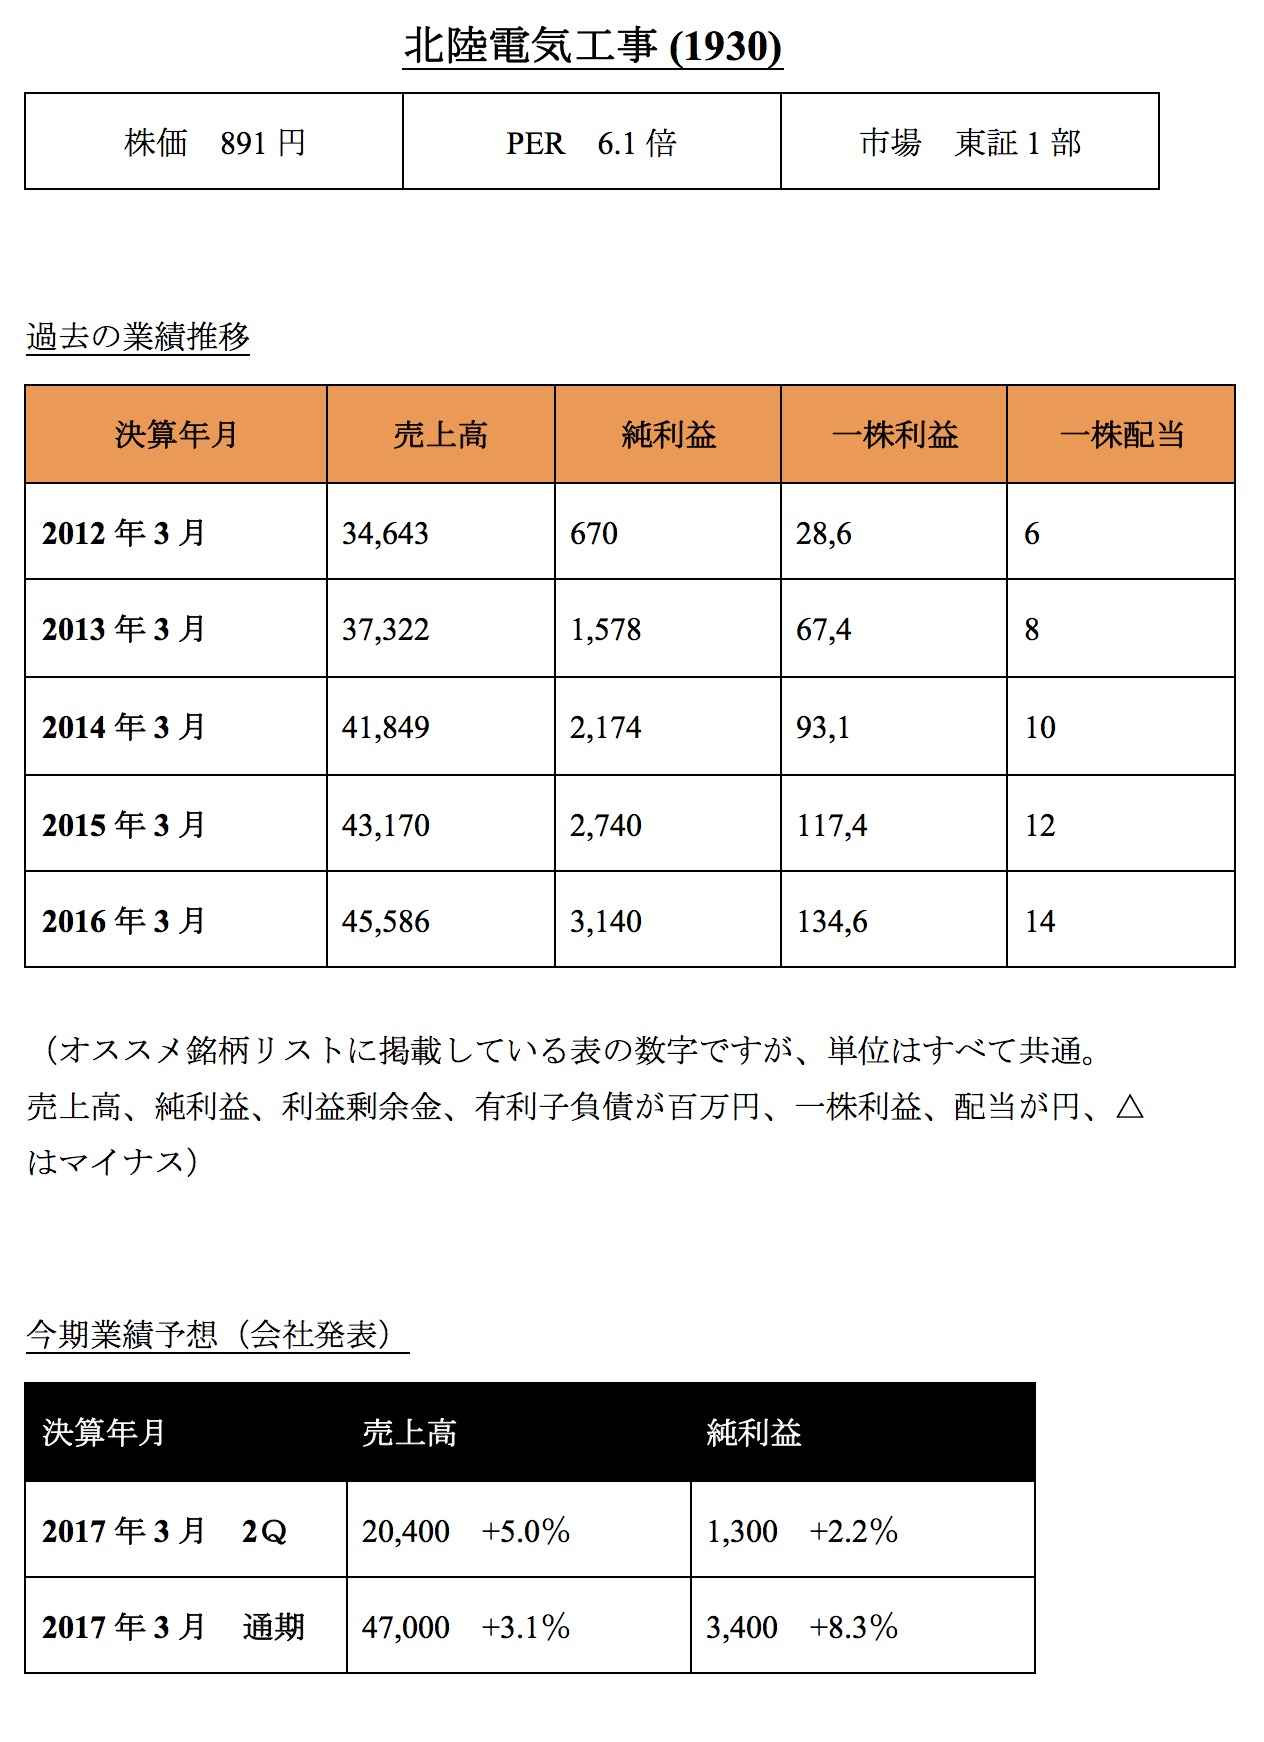 北陸電気工事 (1930)
株価　891 円　PER　6.1 倍　市場　東証 1 部
過去の業績推移
決算年月　売上高　純利益　一株利益　一株配当
2012 年 3 月　34,643　670　28,6　6
2013 年 3 月　37,322　1,578　67,4　8
2014 年 3 月　41,849　2,174　93,1　10
2015 年 3 月　43,170　2,740　117,4　12
2016 年 3 月　45,586　3,140　134,6　14
（オススメ銘柄リストに掲載している表の数字ですが、単位はすべて共通。
売上高、純利益、利益剰余金、有利子負債が百万円、一株利益、配当が円、△
はマイナス）
今期業績予想（会社発表）
決算年月　売上高　純利益
2017 年 3 月　2Ｑ　20,400　+5.0％　1,300　+2.2％
2017 年 3 月　通期　47,000　+3.1％　3,400　+8.3％